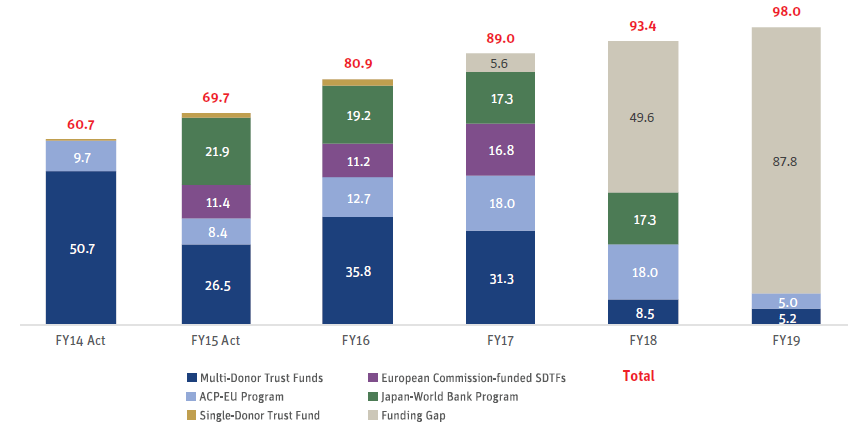 98.0
93.4
89.0
80.9
69.7
60.7
5.6
49.6
87.8
17.3
19.2
21.9
9.7
16.8
11.2
11.4
12.7
18.0
8.4
50.7
26.5
35.8
31.3
17.3
18.0
8.5
5.0
5.2
FY14 Act
FY15 Act
FY16
FY17
FY18
FY19
Multi-Donor Trust Funds
European Commission-funded SDTFs
Total
ACP-EU Program
Japan-World Bank Program
Single-Donor Trust Fund
Funding Gap